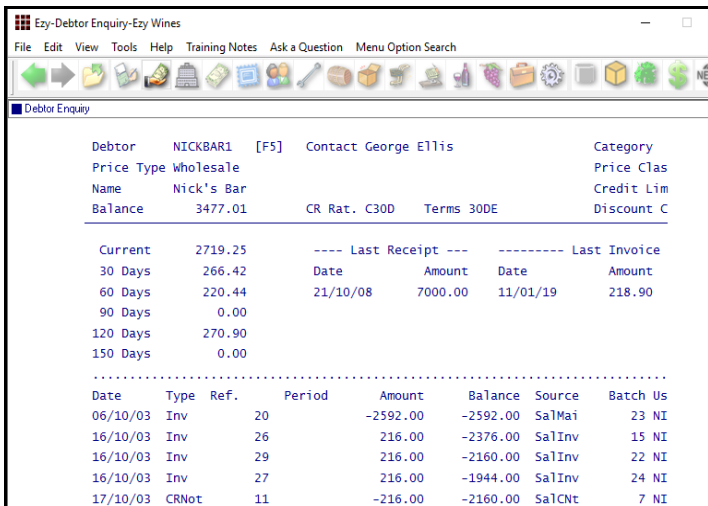 Ezy-Debtor Enquiry-Ezy Wines
File Edit View Tools Help Training Notes Ask a Question Menu Option Search
NE
Debtor Enquiry
Debtor NICKBAR1 [F5] Contact George Ellis Category
Price Type Wholesale Price Clas
Name Nick's Bar Credit Lim
Balance 3477.01 CR Rat. C30D Terms 30DE Discount C
Current 2719.25 ---- Last Receipt --- --------- Last Invoice
30 Days 266.42 Date Amount Date Amount
60 Days 220.44 21/10/08 7000.00 11/01/19 218.90
90 Days 0.00
120 Days 270.90
150 Days 0.00
Date Type Ref. Period Amount Balance Source Batch Us
06/10/03 Inv 20 -2592.00 -2592.00 SalMai 23 NI
16/10/03 Inv 26 216.00 -2376.00 SalInv 15 NI
16/10/03 Inv 29 216.00 -2160.00 SalInv 22 NI
16/10/03 Inv 27 216.00 -1944.00 SalInv 24 NI
17/10/03 CRNot 11 -216.00 -2160.00 SalCNt 7 NI